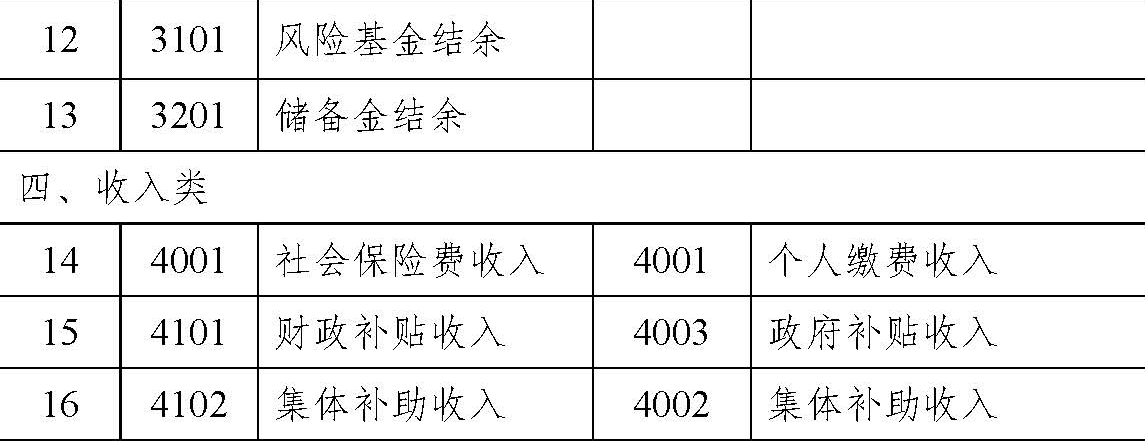 12 3101 风险基金结余
13 3201 储备金结余
四、收入类
14 4001 社会保险费收入 4001 个人缴费收入
15 4101 财政补贴收入 4003 政府补贴收入
16 4102 集体补助收入 4002 集体补助收入